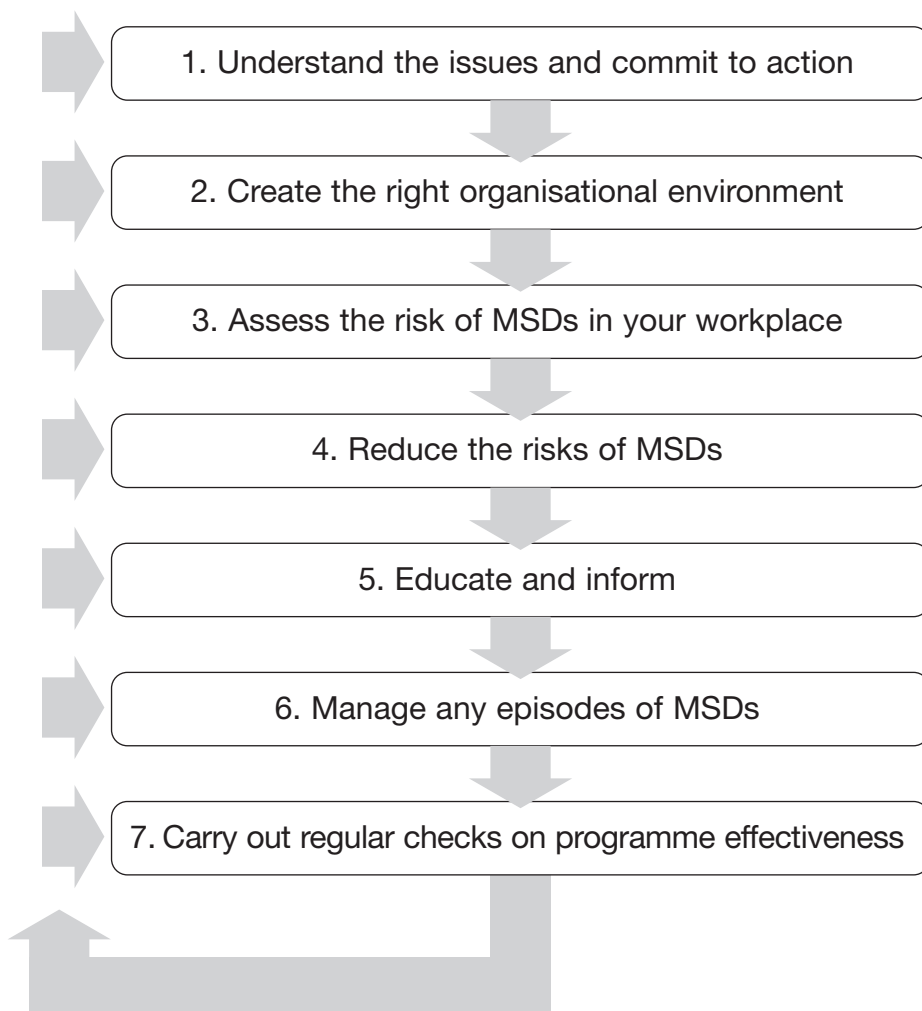 1. Understand the issues and commit to action
2. Create the right organisational environment
3. Assess the risk of MSDs in your workplace
4. Reduce the risks of MSDs
5. Educate and inform
6. Manage any episodes of MSDs
7. Carry out regular checks on programme effectiveness